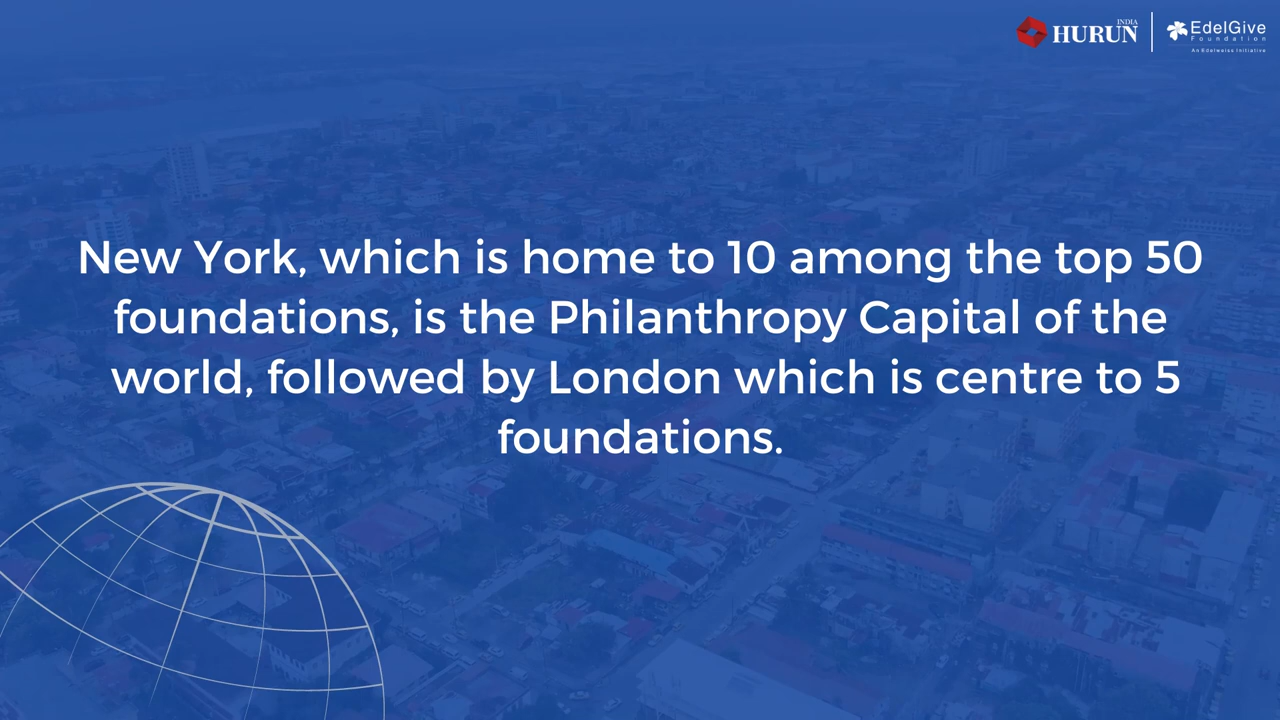 INDIA
HURUN
EdelGive
Foundation
An Edelweiss Initiative
New York, which is home to 10 among the top 50
foundations, is the Philanthropy Capital of the
world, followed by London which is centre to 5
foundations.